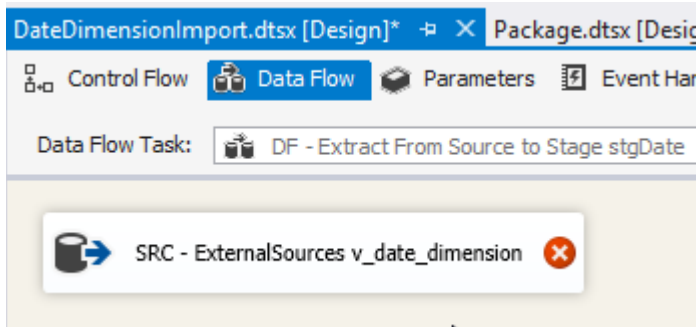 DateDimensionImport.dtsx [Design]* Package.dtsx [Desig
Control Flow Data Flow Parameters Event Har
Data Flow Task: DF - Extract From Source to Stage stgDate
SRC - ExternalSources v_date_dimension